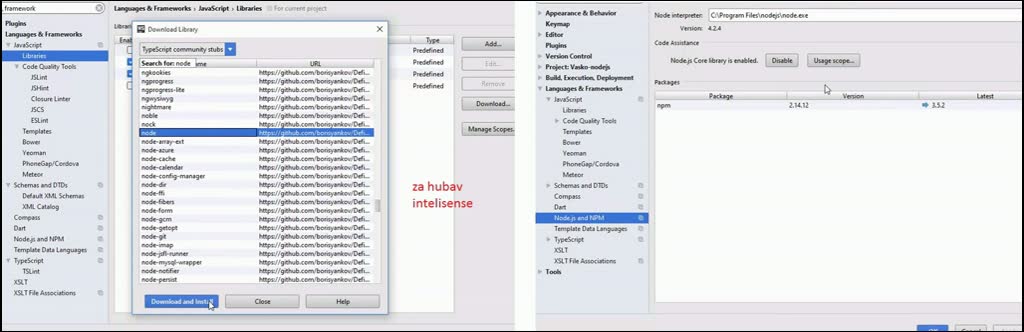 framework
Plugins
Languages & Frameworks
JavaScript
Libraries
Code Quality Tools
JSLint
JSHint
Closure Linter
JSCS
ESLint
Templates
Bower
Yeoman
PhoneGap/Cordova
Meteor
Schemas and DTDs
Default XML Schemas
XML Catalog
Compass
Dart
Node.js and NPM
Template Data Languages
TypeScript
TSLint
XSLT
XSLT File Associations
Languages & Frameworks › JavaScript › Libraries
For current project
Librari
Enab
Type
Predefined
Predefined
Predefined
Predefined
Add...
Edit...
Remove
Download...
Manage Scopes.
Download Library
TypeScript community stubs
Search for: node
me
URL
ngkookies https://github.com/borisyankov/Defi...
ngprogress https://github.com/borisyankov/Defi...
ngprogress-lite https://github.com/borisyankov/Defi...
ngwysiwyg https://github.com/borisyankov/Defi...
nightmare https://github.com/borisyankov/Defi...
noble https://github.com/borisyankov/Defi...
nock https://github.com/borisyankov/Defi...
node https://github.com/borisyankov/Defi...
node-array-ext https://github.com/borisyankov/Defi...
node-azure https://github.com/borisyankov/Defi...
node-cache https://github.com/borisyankov/Defi...
node-calendar https://github.com/borisyankov/Defi...
node-config-manager https://github.com/borisyankov/Defi...
node-dir https://github.com/borisyankov/Defi...
node-ffi https://github.com/borisyankov/Defi...
node-fibers https://github.com/borisyankov/Defi...
node-form https://github.com/borisyankov/Defi...
node-gcm https://github.com/borisyankov/Defi...
node-getopt https://github.com/borisyankov/Defi...
node-git https://github.com/borisyankov/Defi...
node-imap https://github.com/borisyankov/Defi...
node-jsfl-runner https://github.com/borisyankov/Defi...
node-mysql-wrapper https://github.com/borisyankov/Defi...
node-notifier https://github.com/borisyankov/Defi...
node-persist https://github.com/borisyankov/Defi...
Download and Install
Close
Help
za hubav
intelisense
Appearance & Behavior
Keymap
Editor
Plugins
Version Control
Project: Vasko-nodejs
Build, Execution, Deployment
Languages & Frameworks
JavaScript
Libraries
Code Quality Tools
Templates
Bower
Yeoman
PhoneGap/Cordova
Meteor
Schemas and DTDs
Compass
Dart
Node.js and NPM
Template Data Languages
TypeScript
XSLT
XSLT File Associations
Tools
Node interpreter: C:\Program Files\nodejs\node.exe
Version: 4.2.4
Code Assistance
Node.js Core library is enabled.
Disable
Usage scope...
Packages
Package Version Latest
npm 2.14.12 3.5.2